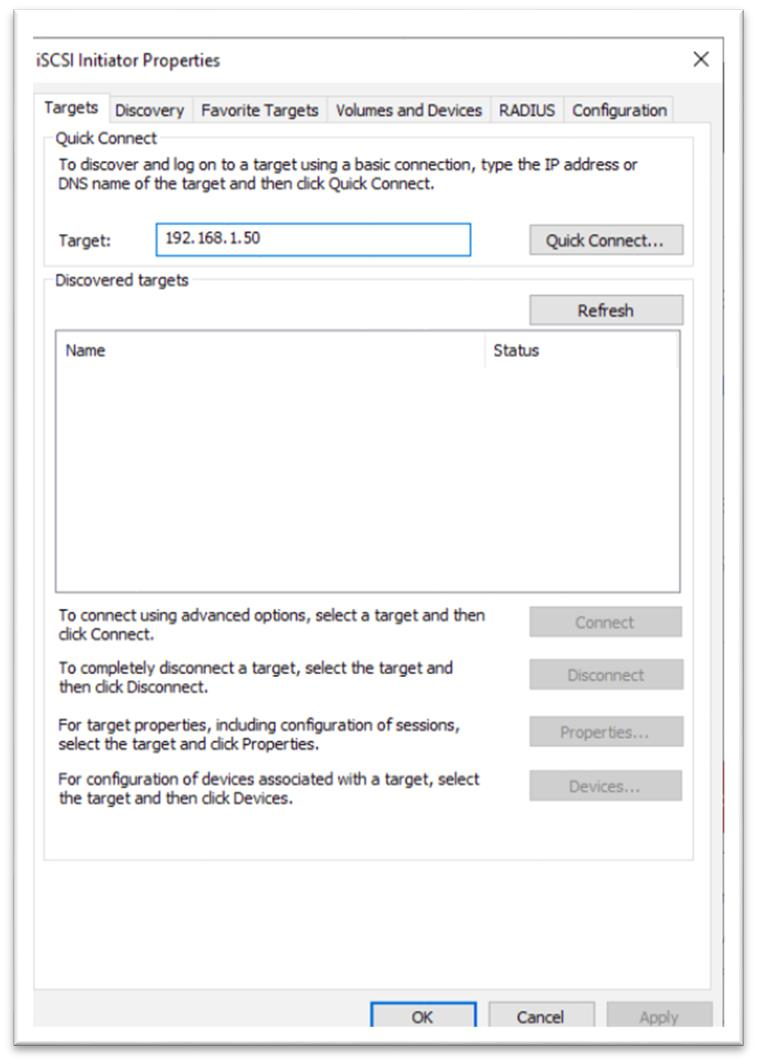 iSCSI Initiator Properties
Targets Discovery Favorite Targets Volumes and Devices RADIUS Configuration
Quick Connect
To discover and log on to a target using a basic connection, type the IP address or
DNS name of the target and then click Quick Connect.
Target: 192.168.1.50 Quick Connect...
Discovered targets
Refresh
Name Status
To connect using advanced options, select a target and then
click Connect.
Connect
To completely disconnect a target, select the target and
then click Disconnect.
Disconnect
For target properties, including configuration of sessions,
select the target and click Properties.
Properties...
For configuration of devices associated with a target, select
the target and then click Devices.
Devices...
OK Cancel Apply